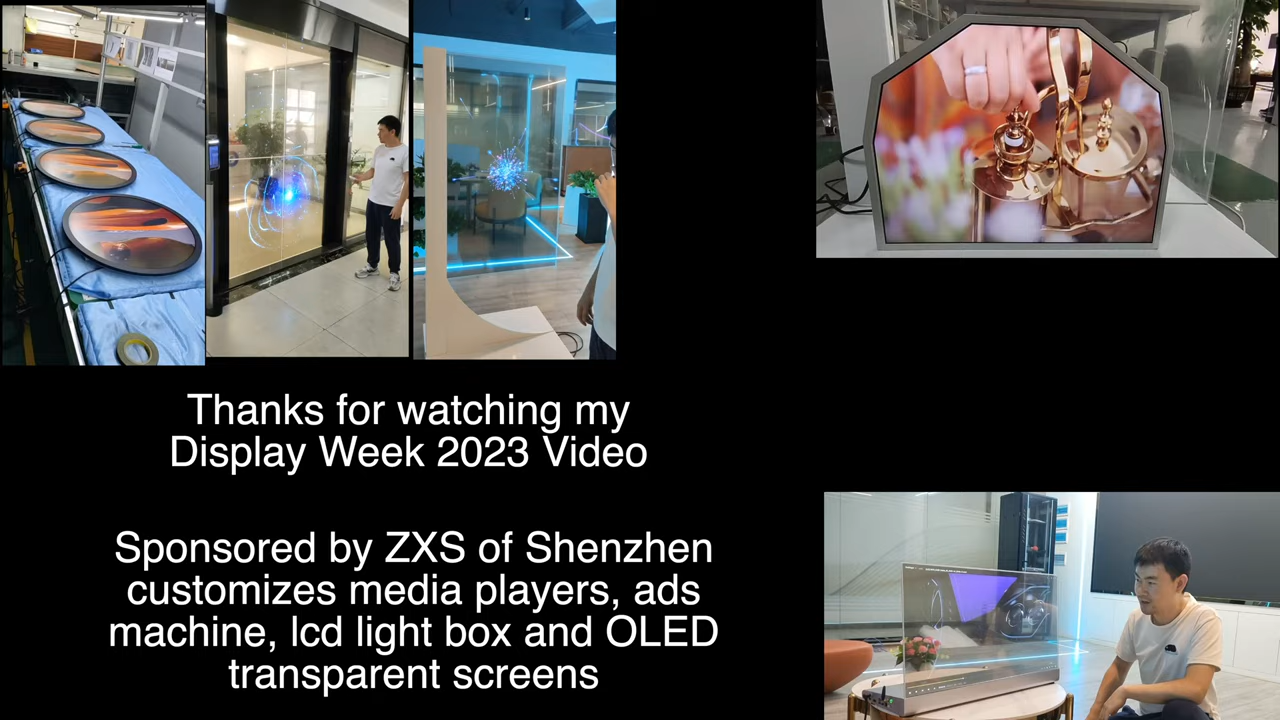 Thanks for watching my
Display Week 2023 Video
Sponsored by ZXS of Shenzhen
customizes media players, ads
machine, lcd light box and OLED
transparent screens